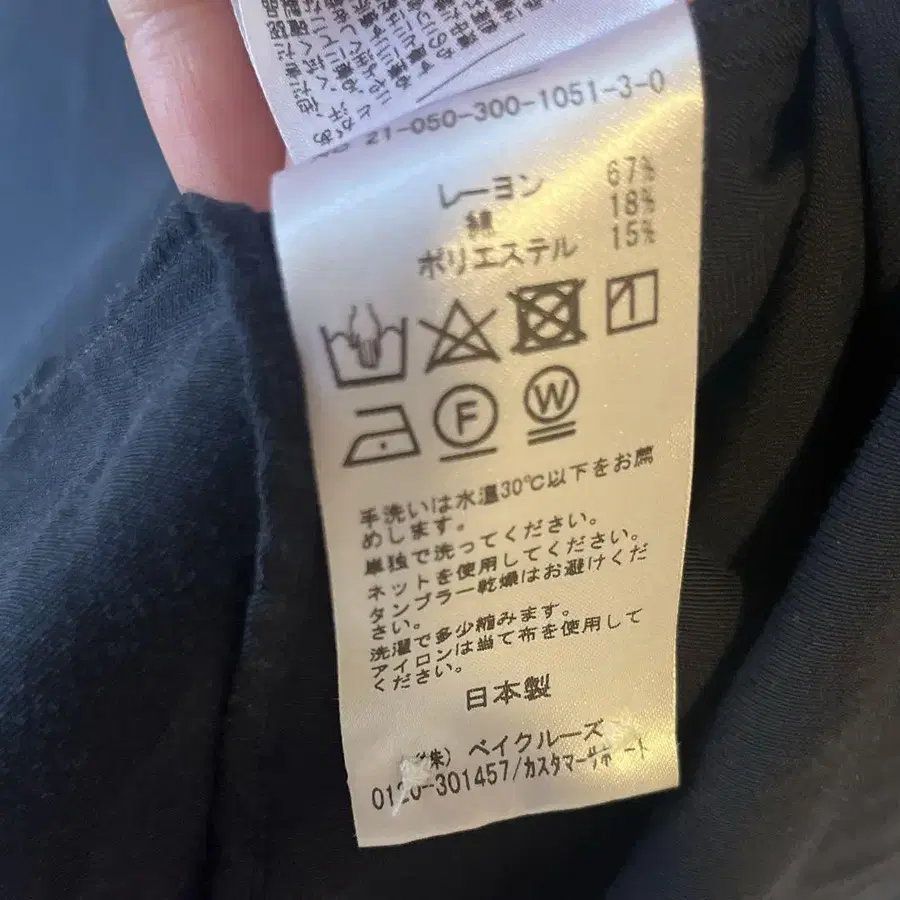 21-050-300-1051-3-0
レーヨン 67%
綿 18%
ポリエステル 15%
F
W
手洗いは水温30℃以下をお薦
めします。
単独で洗ってください。
ネットを使用してください。
タンブラー乾燥はお避けくだ
さい。
洗濯で多少縮みます。
アイロンは当て布を使用して
ください。
日本製
(株) ベイクルーズ
0120-301457/カスタマーサポート